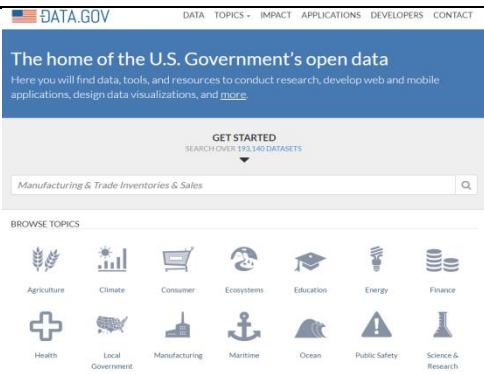 DATA.GOV
DATA TOPICS IMPACT APPLICATIONS DEVELOPERS CONTACT
The home of the U.S. Government's open data
Here you will find data, tools, and resources to conduct research, develop web and mobile
applications, design data visualizations, and more.
GET STARTED
SEARCH OVER 193,140 DATASETS
Manufacturing & Trade Inventories & Sales
BROWSE TOPICS
Agriculture Climate Consumer Ecosystems Education Energy Finance
Health Local Manufacturing Maritime Ocean Public Safety Science &
Government Research